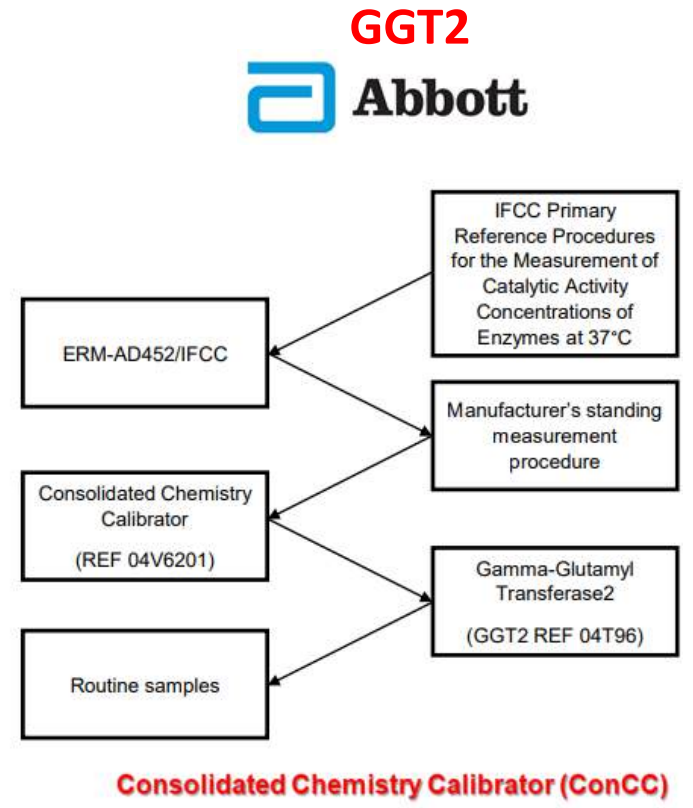 GGT2
Abbott
IFCC Primary
Reference Procedures
for the Measurement of
Catalytic Activity
Concentrations of
Enzymes at 37°C
ERM-AD452/IFCC
Manufacturer's standing
measurement
procedure
Consolidated Chemistry
Calibrator
(REF 04V6201)
Gamma-Glutamyl
Transferase2
(GGT2 REF 04T96)
Routine samples
Consolidated Chemistry Calibrator (ConCC)